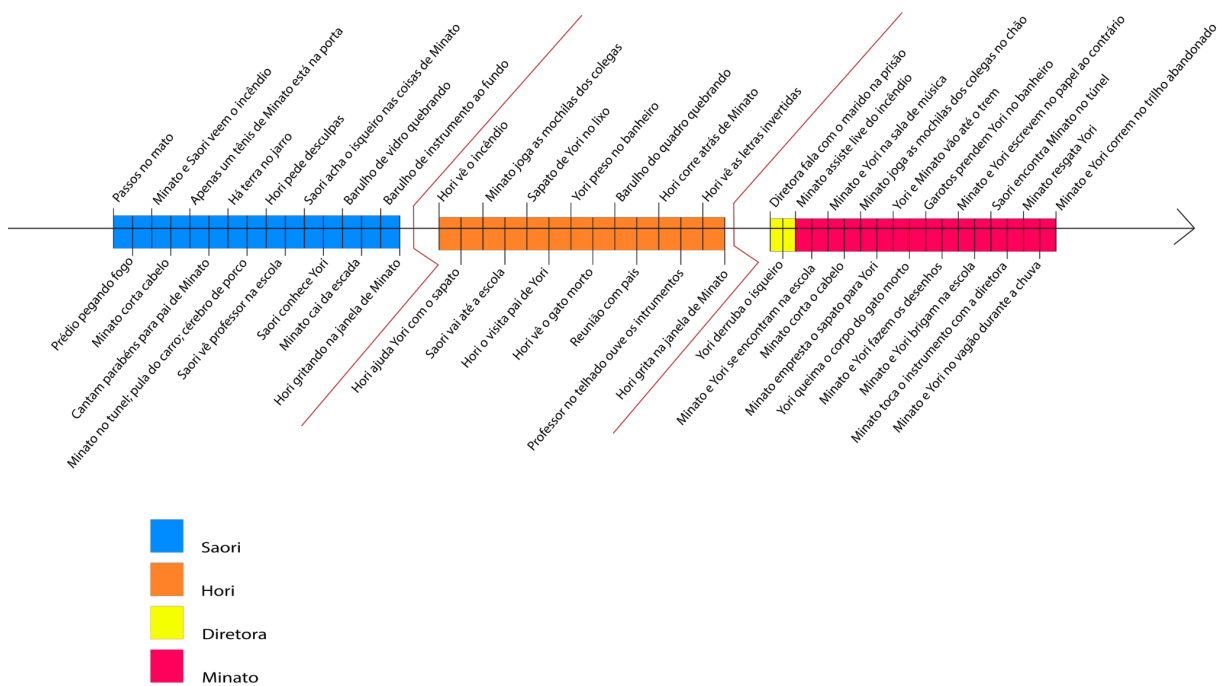 Passos no mato
Minato e Saori veem o incêndio
Apenas um tênis de Minato está na porta
Há terra no jarro
Hori pede desculpas
Saori acha o isqueiro nas coisas de Minato
Barulho de vidro quebrando
Barulho de instrumento ao fundo
Hori vê o incêndio
Minato joga as mochilas dos colegas
Sapato de Yori no lixo
Yori preso no banheiro
Barulho do quadro quebrando
Hori corre atrás de Minato
Hori vê as letras invertidas
Diretora fala com o marido na prisão
Minato assiste live do incêndio
Minato e Yori na sala de música
Minato joga as mochilas dos colegas no chão
Yori e Minato vão até o trem
Garotos prendem Yori no banheiro
Minato e Yori escrevem no papel ao contrário
Saori encontra Minato no túnel
Minato resgata Yori
Minato e Yori correm no trilho abandonado
Prédio pegando fogo
Minato corta cabelo
Cantam parabéns para pai de Minato
Minato no tunel; pula do carro; cérebro de porco
Saori vê professor na escola
Saori conhece Yori
Minato cai da escada
Hori gritando na janela de Minato
Hori ajuda Yori com o sapato
Saori vai até a escola
Hori o visita pai de Yori
Hori vê o gato morto
Reunião com pais
Professor no telhado ouve os intrumentos
Hori grita na janela de Minato
Yori derruba o isqueiro
Minato e Yori se encontram na escola
Minato corta o cabelo
Minato empresta o sapato para Yori
Yori queima o corpo do gato morto
Minato e Yori fazem os desenhos
Minato e Yori brigam na escola
Minato toca o instrumento com a diretora
Minato e Yori no vagão durante a chuva
Saori
Hori
Diretora
Minato